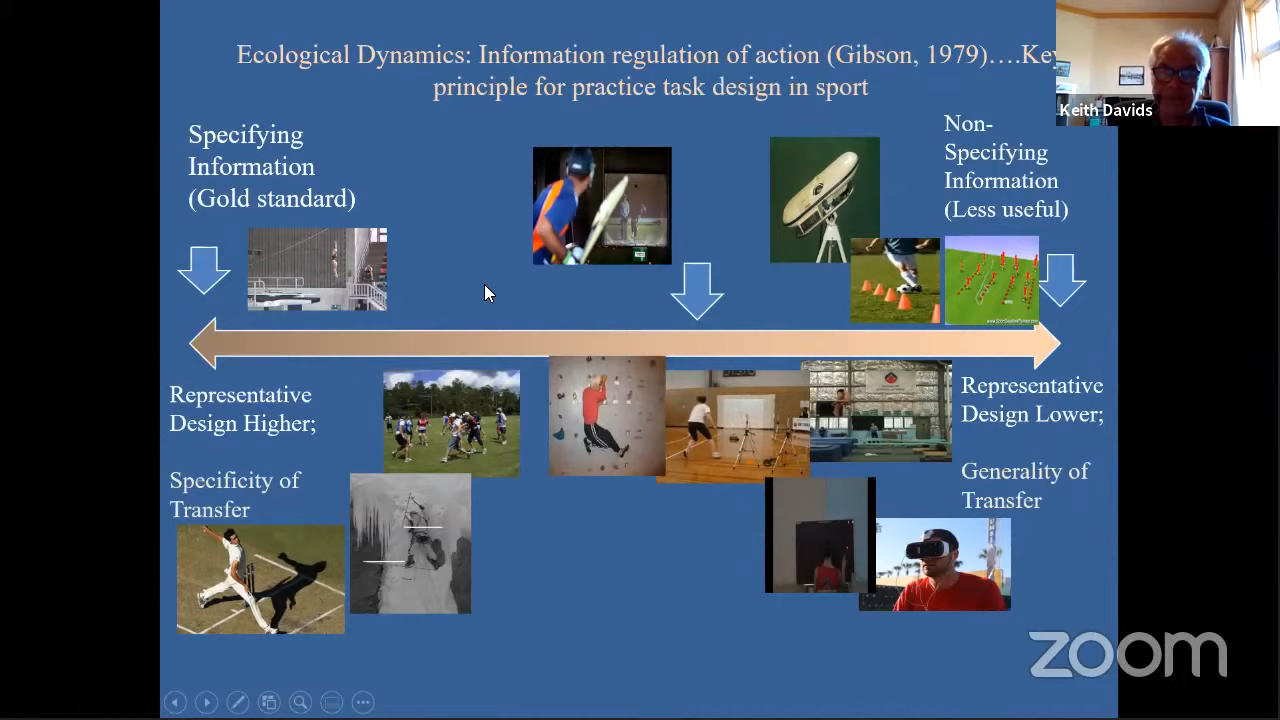 Ecological Dynamics: Information regulation of action (Gibson, 1979)….Key
principle for practice task design in sport
Keith Davids
Specifying
Information
(Gold standard)
Non-
Specifying
Information
(Less useful)
Representative
Design Higher;
Specificity of
Transfer
Representative
Design Lower;
Generality of
Transfer
zoom